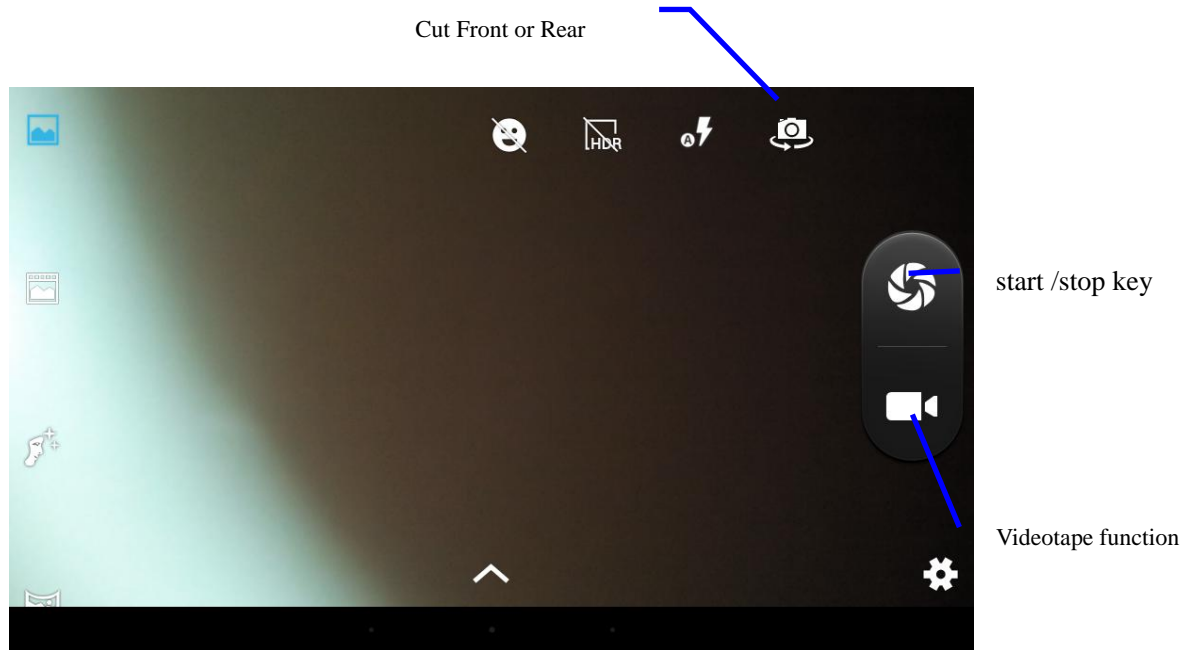 Cut Front or Rear
HDR
A
start /stop key
Videotape function